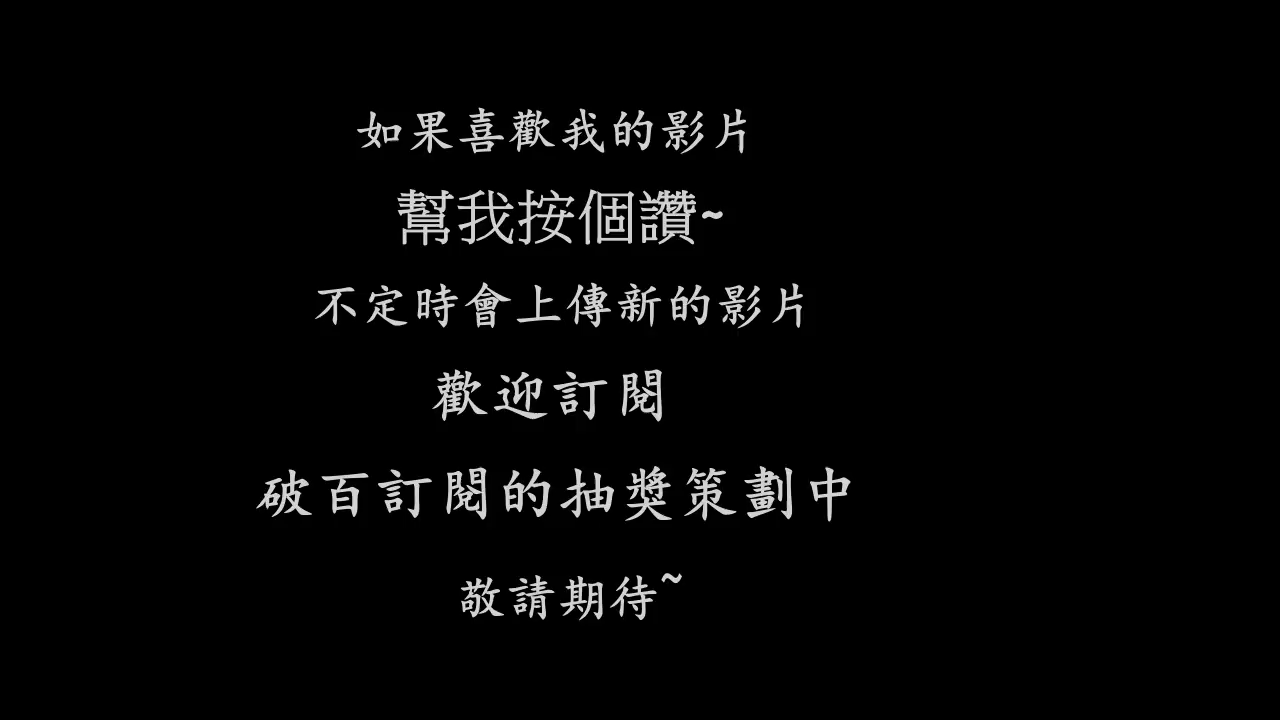 如果喜歡我的影片
幫我按個讚~
不定時會上傳新的影片
歡迎訂閱
破百訂閱的抽獎策劃中
敬請期待~